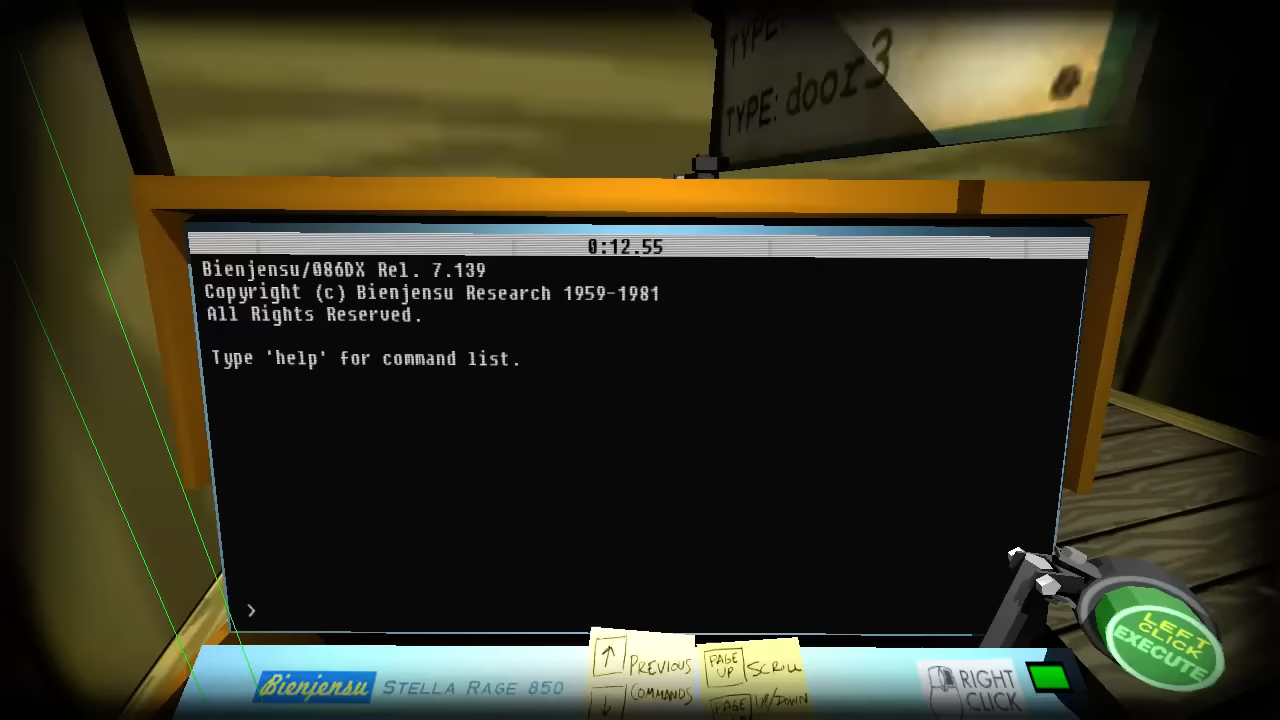 TYPE:
TYPE: door3
0:12.55
Bienjensu/086DX Rel. 7.139
Copyright (c) Bienjensu Research 1959-1981
All Rights Reserved.
Type 'help' for command list.
>
Bienjensu STELLA RAGE 850
↑ PREVIOUS
↓ COMMANDS
PAGE UP SCROLL
PAGE UP/DOWN
RIGHT CLICK
LEFT CLICK
EXECUTE